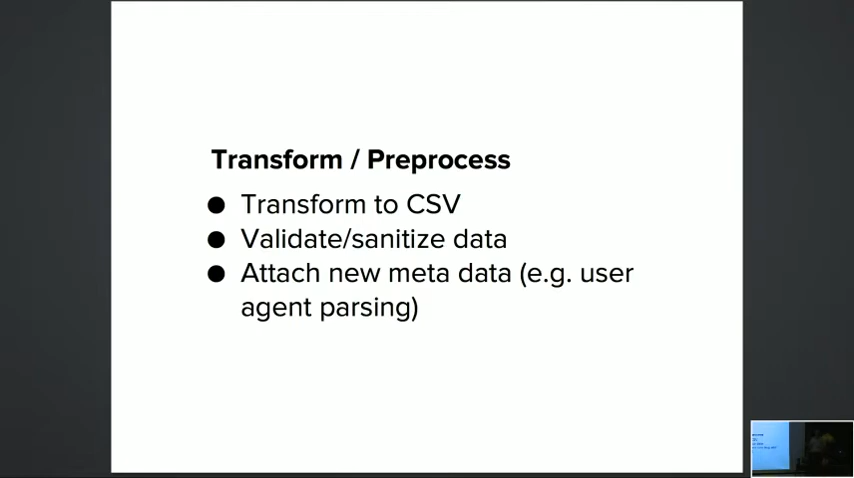 Transform / Preprocess
● Transform to CSV
● Validate/sanitize data
● Attach new meta data (e.g. user
agent parsing)